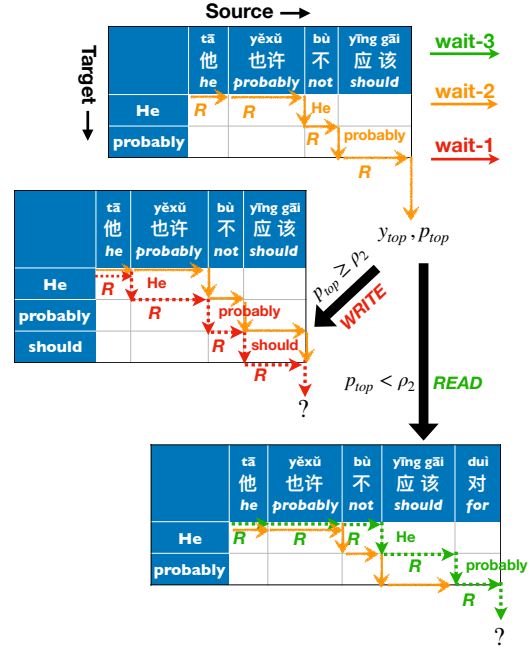 Source
Target
tā yěxǔ bù yīng gāi
他 也许 不 应该
he probably not should
He
R R He
probably
R probably
R
wait-3
wait-2
wait-1
y_top , p_top
p_top ≥ ρ_2
WRITE
p_top < ρ_2 READ
tā yěxǔ bù yīng gāi
他 也许 不 应该
he probably not should
He
R He
probably
R probably
should
R should
R
?
tā yěxǔ bù yīng gāi duì
他 也许 不 应该 对
he probably not should for
He
R R R He
probably
R probably
R
?